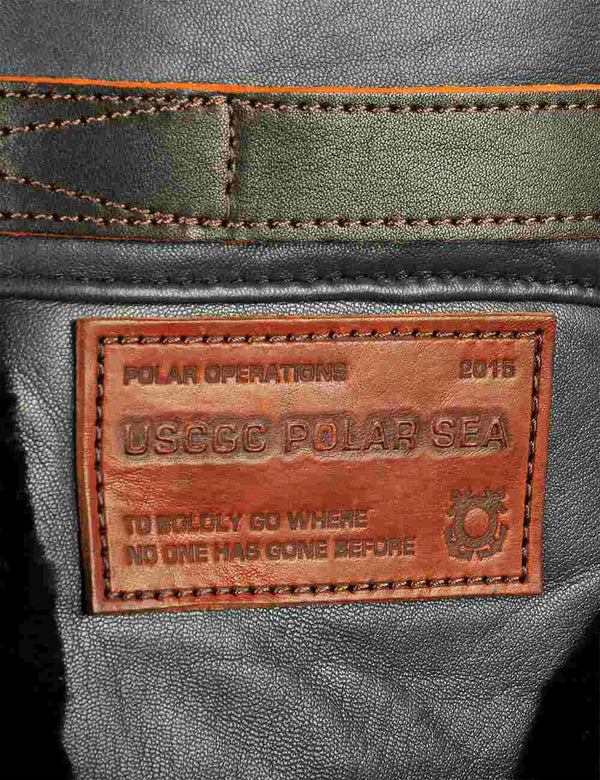 POLAR OPERATIONS 2015
USCGC POLAR SEA
TO BOLDLY GO WHERE
NO ONE HAS GONE BEFORE